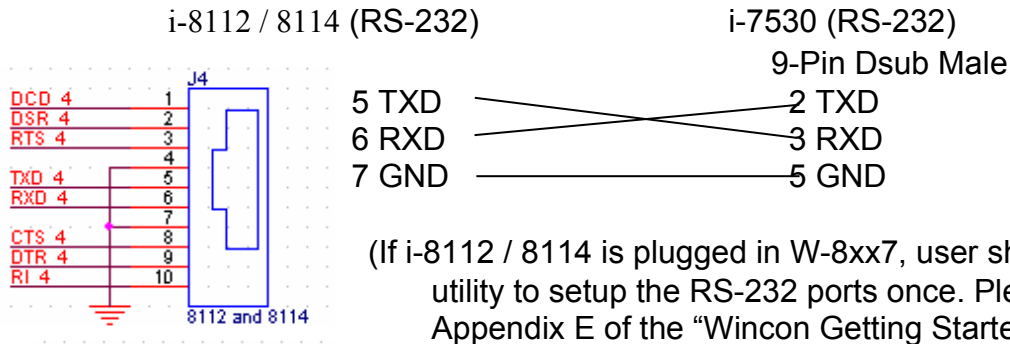 i-8112 / 8114 (RS-232) i-7530 (RS-232)
9-Pin Dsub Male
J4
DCD 4 1
DSR 4 2
RTS 4 3
4
TXD 4 5
RXD 4 6
7
CTS 4 8
DTR 4 9
RI 4 10
8112 and 8114
5 TXD 2 TXD
6 RXD 3 RXD
7 GND 5 GND
(If i-8112 / 8114 is plugged in W-8xx7, user sh
utility to setup the RS-232 ports once. Ple
Appendix E of the “Wincon Getting Starte